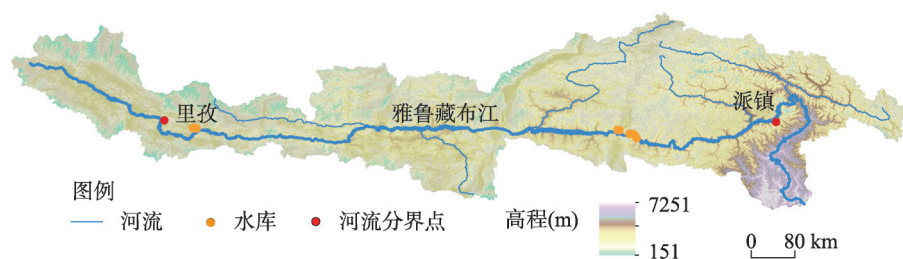 里孜
雅鲁藏布江
派镇
图例
河流
水库
河流分界点
高程(m)
7251
151
0 80 km